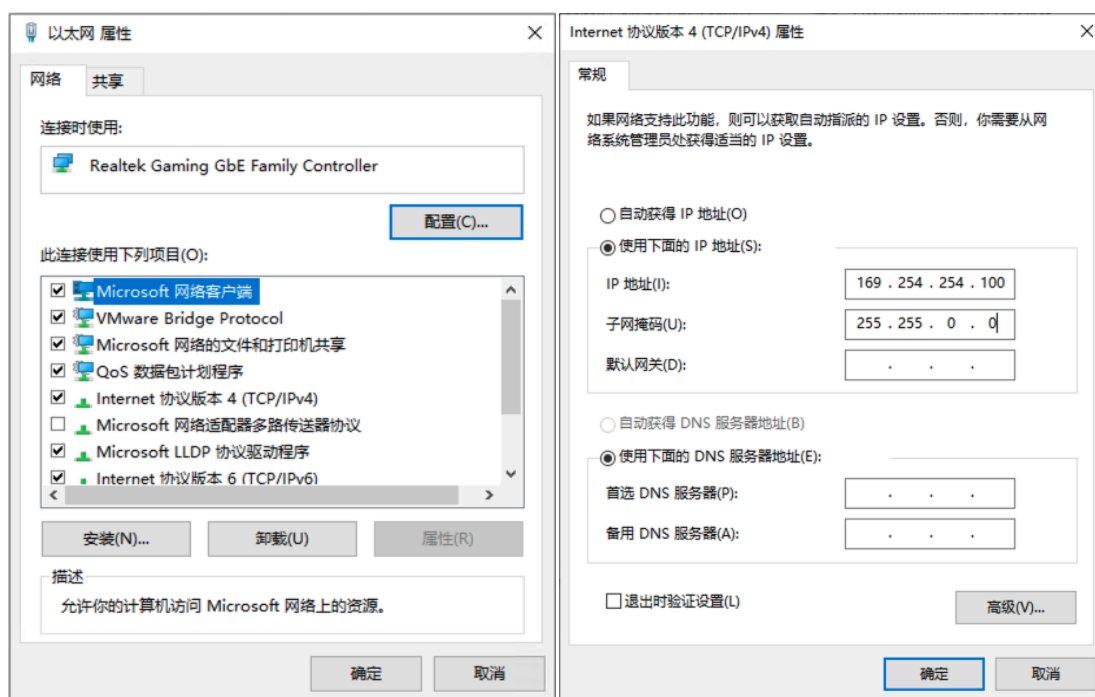 以太网 属性
网络
共享
连接时使用:
Realtek Gaming GbE Family Controller
配置(C)...
此连接使用下列项目(O):
Microsoft 网络客户端
VMware Bridge Protocol
Microsoft 网络的文件和打印机共享
QoS 数据包计划程序
Internet 协议版本 4 (TCP/IPv4)
Microsoft 网络适配器多路传送器协议
Microsoft LLDP 协议驱动程序
Internet 协议版本 6 (TCP/IPv6)
安装(N)...
卸载(U)
属性(R)
描述
允许你的计算机访问 Microsoft 网络上的资源。
确定
取消
Internet 协议版本 4 (TCP/IPv4) 属性
常规
如果网络支持此功能，则可以获取自动指派的 IP 设置。否则，你需要从网
络系统管理员处获得适当的 IP 设置。
自动获得 IP 地址(O)
使用下面的 IP 地址(S):
IP 地址(I):
169 . 254 . 254 . 100
子网掩码(U):
255 . 255 . 0 . 0
默认网关(D):
. . .
自动获得 DNS 服务器地址(B)
使用下面的 DNS 服务器地址(E):
首选 DNS 服务器(P):
. . .
备用 DNS 服务器(A):
. . .
退出时验证设置(L)
高级(V)...
确定
取消